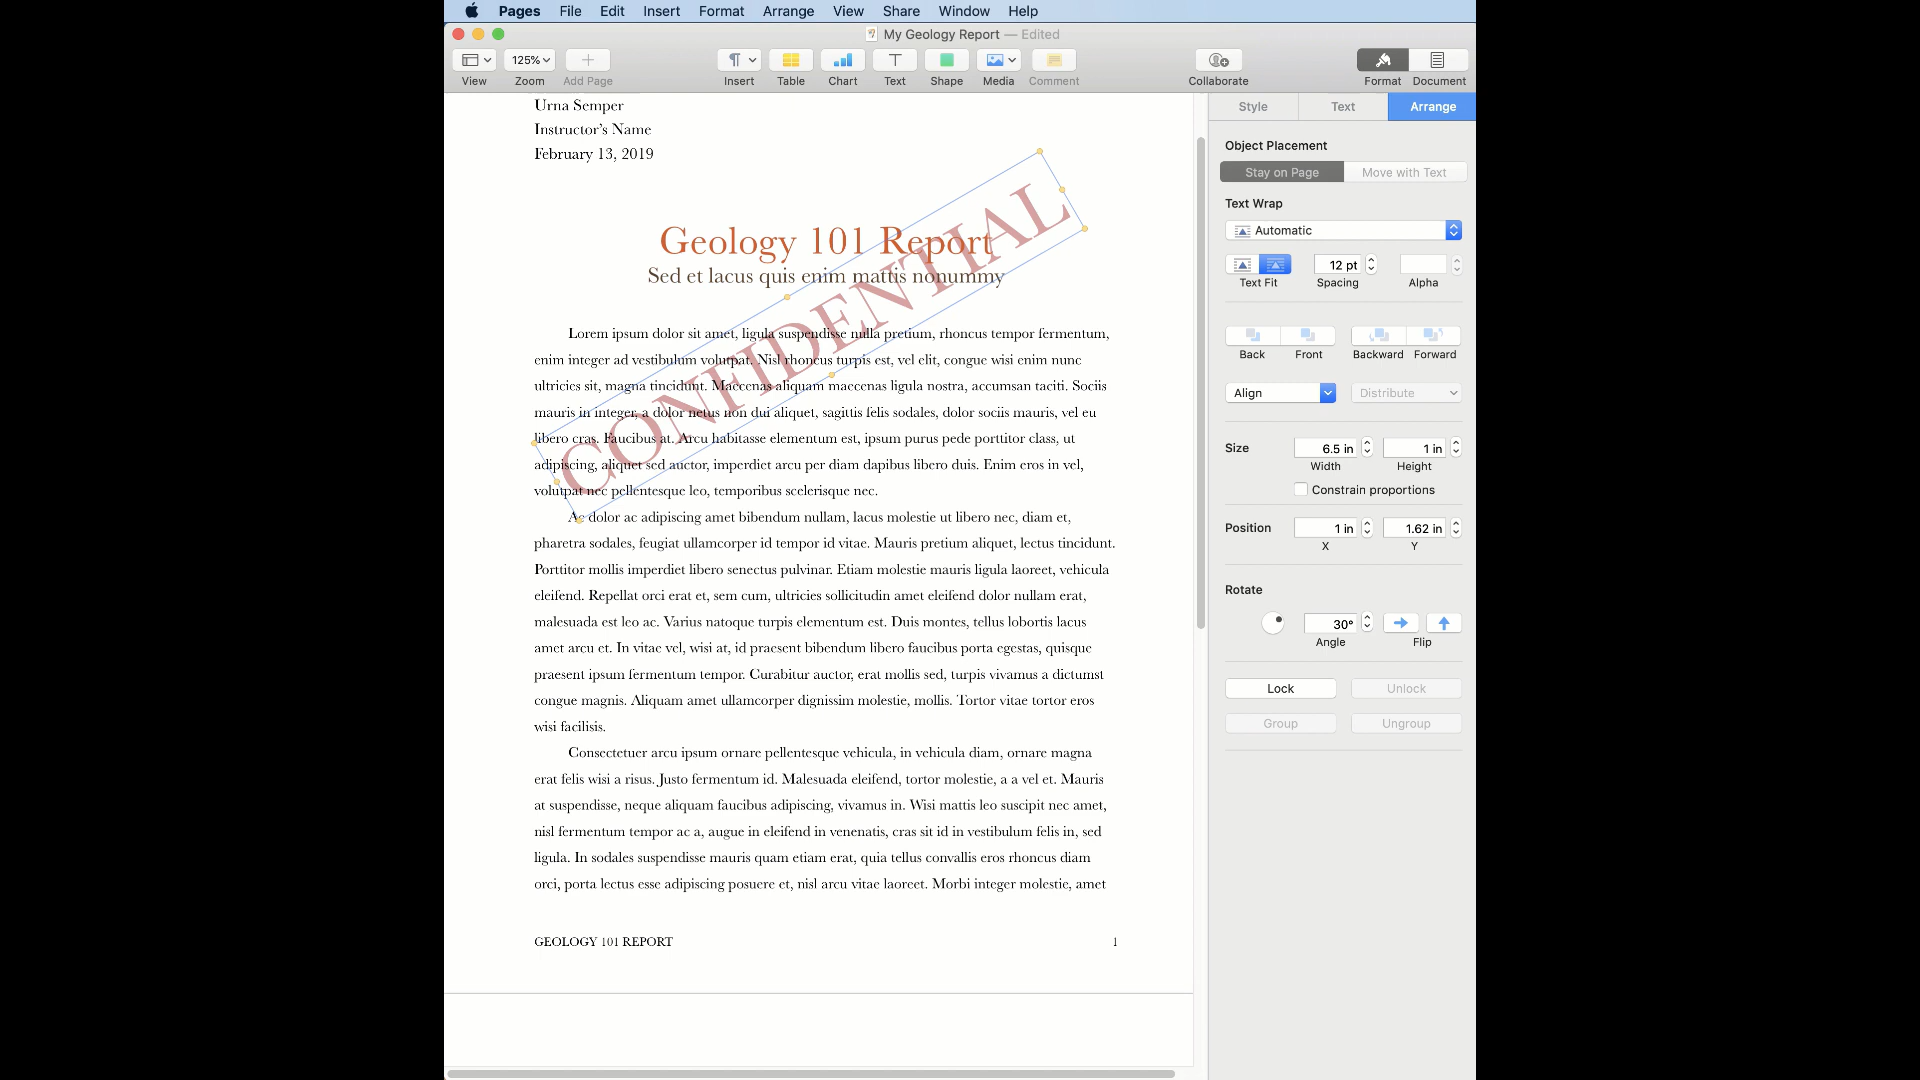 Pages File Edit Insert Format Arrange View Share Window Help
My Geology Report — Edited
125%
View Zoom Add Page Insert Table Chart Text Shape Media Comment Collaborate Format Document
Urna Semper
Instructor's Name
February 13, 2019
CONFIDENTIAL
Geology 101 Report
Sed et lacus quis enim mattis nonummy
Lorem ipsum dolor sit amet, ligula suspendisse nulla pretium, rhoncus tempor fermentum,
enim integer ad vestibulum volutpat. Nisl rhoncus turpis est, vel elit, congue wisi enim nunc
ultricies sit, magna tincidunt. Maecenas aliquam maecenas ligula nostra, accumsan taciti. Sociis
mauris in integer, a dolor netus non dui aliquet, sagittis felis sodales, dolor sociis mauris, vel eu
libero cras. Faucibus at. Arcu habitasse elementum est, ipsum purus pede porttitor class, ut
adipiscing, aliquet sed auctor, imperdiet arcu per diam dapibus libero duis. Enim eros in vel,
volutpat nec pellentesque leo, temporibus scelerisque nec.
Ac dolor ac adipiscing amet bibendum nullam, lacus molestie ut libero nec, diam et,
pharetra sodales, feugiat ullamcorper id tempor id vitae. Mauris pretium aliquet, lectus tincidunt.
Porttitor mollis imperdiet libero senectus pulvinar. Etiam molestie mauris ligula laoreet, vehicula
eleifend. Repellat orci erat et, sem cum, ultricies sollicitudin amet eleifend dolor nullam erat,
malesuada est leo ac. Varius natoque turpis elementum est. Duis montes, tellus lobortis lacus
amet arcu et. In vitae vel, wisi at, id praesent bibendum libero faucibus porta egestas, quisque
praesent ipsum fermentum tempor. Curabitur auctor, erat mollis sed, turpis vivamus a dictumst
congue magnis. Aliquam amet ullamcorper dignissim molestie, mollis. Tortor vitae tortor eros
wisi facilisis.
Consectetuer arcu ipsum ornare pellentesque vehicula, in vehicula diam, ornare magna
erat felis wisi a risus. Justo fermentum id. Malesuada eleifend, tortor molestie, a a vel et. Mauris
at suspendisse, neque aliquam faucibus adipiscing, vivamus in. Wisi mattis leo suscipit nec amet,
nisl fermentum tempor ac a, augue in eleifend in venenatis, cras sit id in vestibulum felis in, sed
ligula. In sodales suspendisse mauris quam etiam erat, quia tellus convallis eros rhoncus diam
orci, porta lectus esse adipiscing posuere et, nisl arcu vitae laoreet. Morbi integer molestie, amet
GEOLOGY 101 REPORT 1
Style Text Arrange
Object Placement
Stay on Page Move with Text
Text Wrap
Automatic
12 pt
Text Fit Spacing Alpha
Back Front Backward Forward
Align Distribute
Size 6.5 in 1 in
Width Height
Constrain proportions
Position 1 in 1.62 in
X Y
Rotate
30°
Angle Flip
Lock Unlock
Group Ungroup